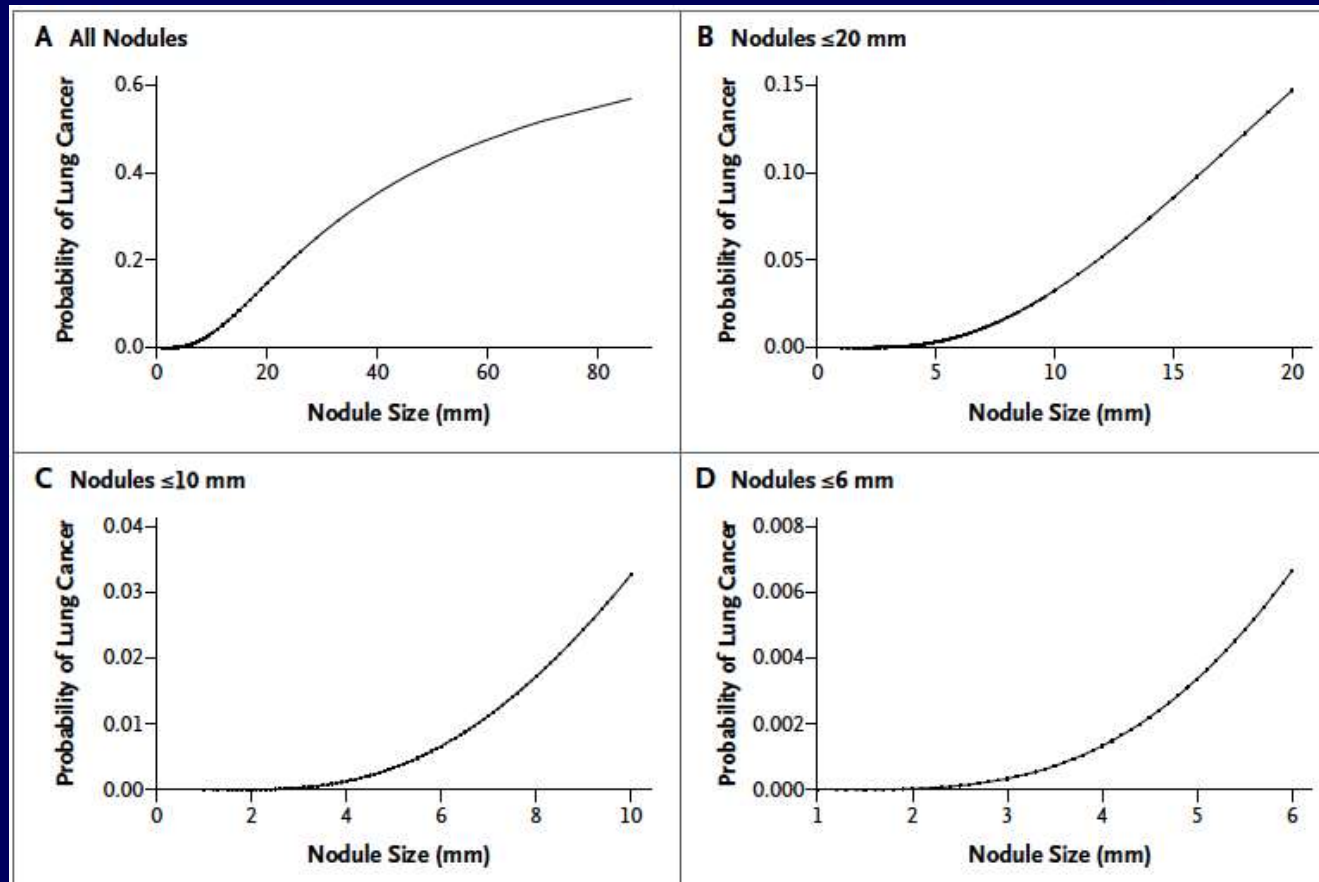 A All Nodules
Probability of Lung Cancer
0.6
0.4
0.2
0.0
0 20 40 60 80
Nodule Size (mm)
B Nodules ≤20 mm
Probability of Lung Cancer
0.15
0.10
0.05
0.00
0 5 10 15 20
Nodule Size (mm)
C Nodules ≤10 mm
Probability of Lung Cancer
0.04
0.03
0.02
0.01
0.00
0 2 4 6 8 10
Nodule Size (mm)
D Nodules ≤6 mm
Probability of Lung Cancer
0.008
0.006
0.004
0.002
0.000
1 2 3 4 5 6
Nodule Size (mm)